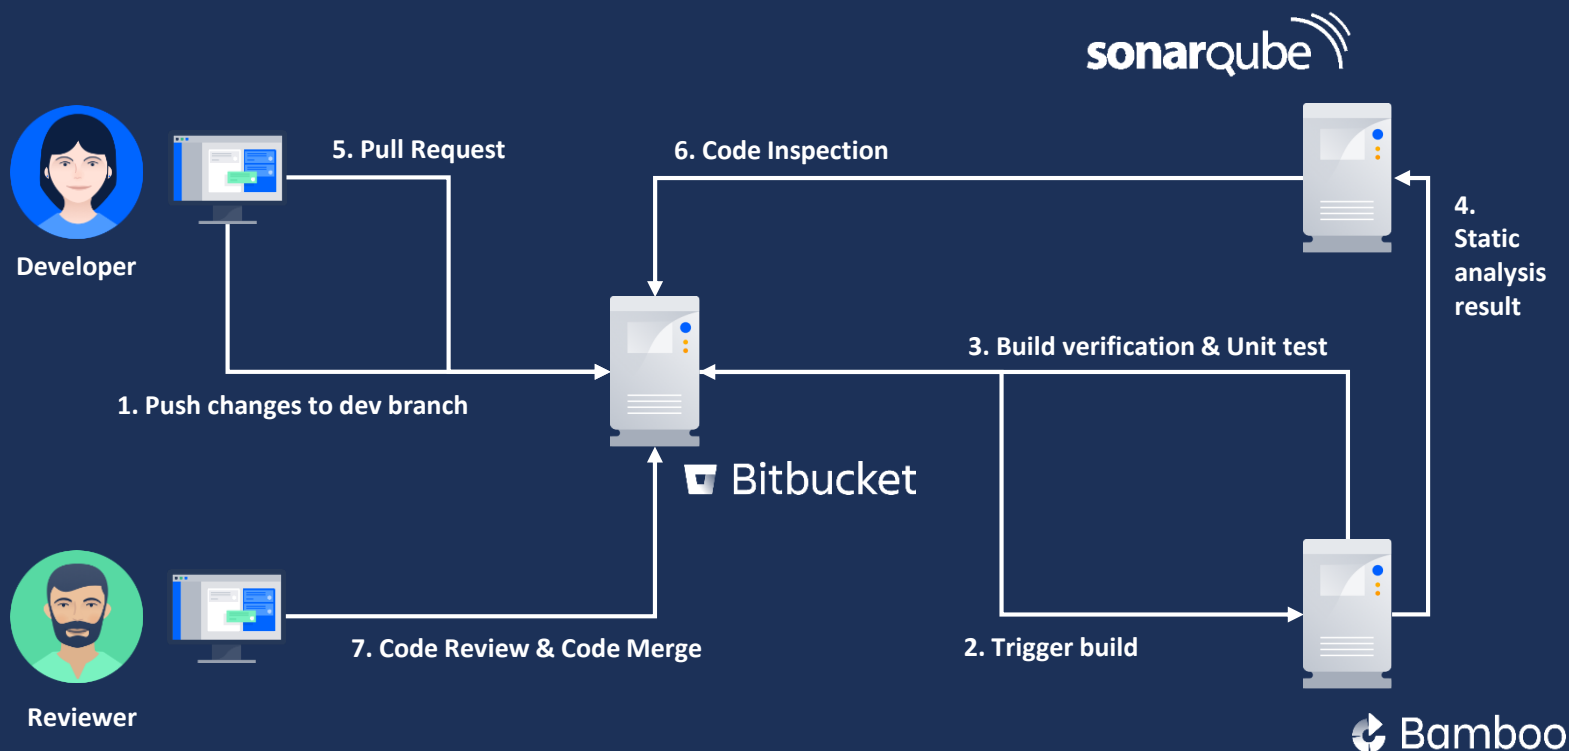 sonarqube
5. Pull Request
6. Code Inspection
4.
Static
analysis
result
Developer
3. Build verification & Unit test
1. Push changes to dev branch
Bitbucket
7. Code Review & Code Merge
2. Trigger build
Reviewer
Bamboo